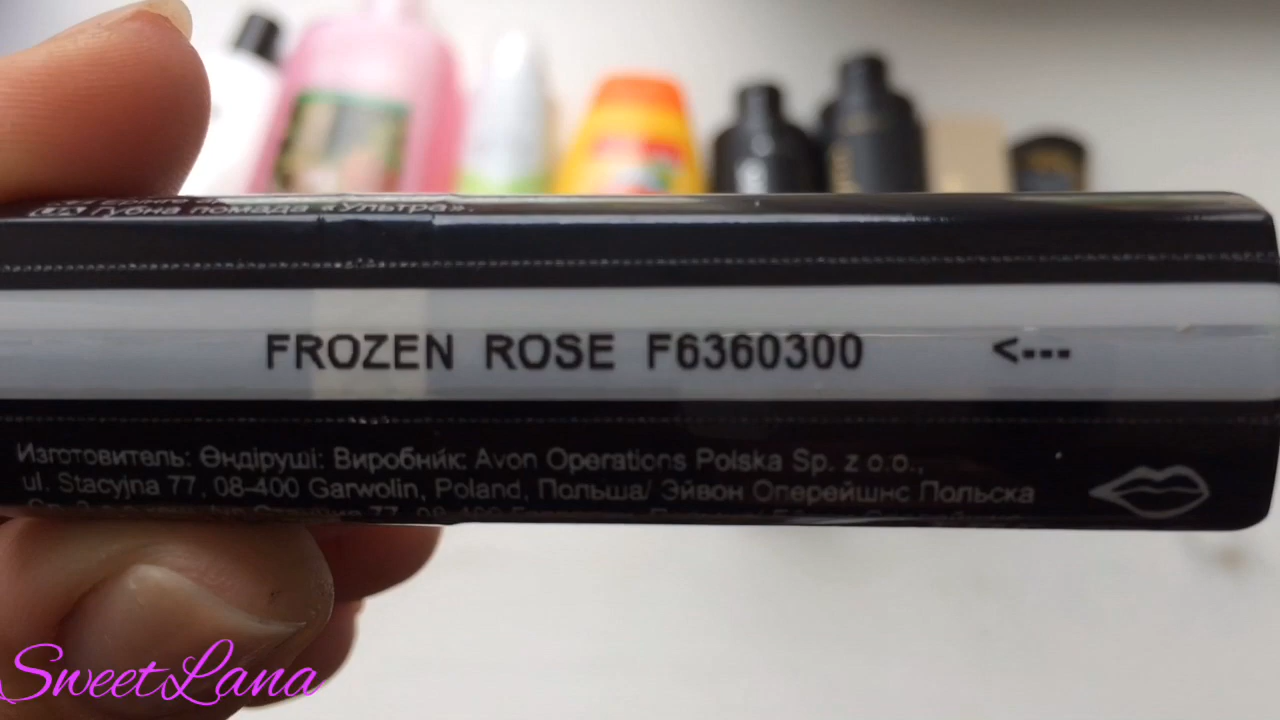 губна помада «Ультра».
FROZEN ROSE F6360300 <---
Изготовитель: Өндіруші: Виробник: Avon Operations Polska Sp. z o.o.,
ul. Stacyjna 77, 08-400 Garwolin, Poland, Польша/ Эйвон Оперейшнс Польска
SweetLana